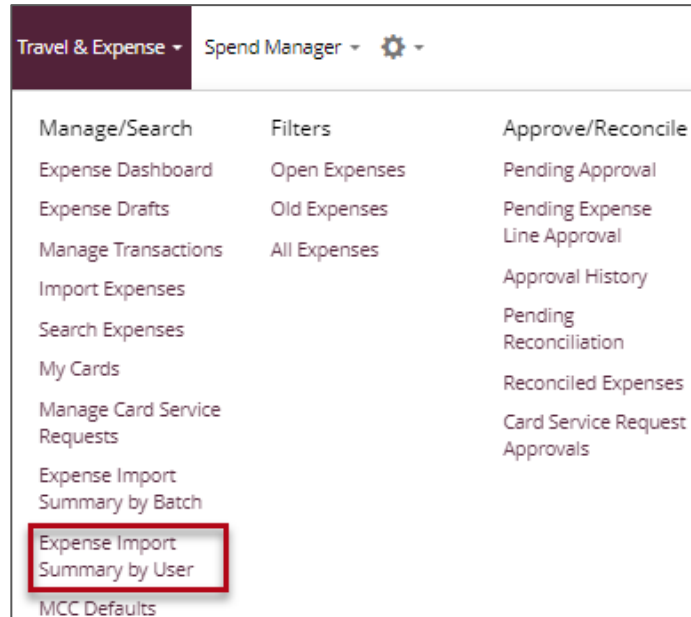 Travel & Expense Spend Manager
Manage/Search
Expense Dashboard
Expense Drafts
Manage Transactions
Import Expenses
Search Expenses
My Cards
Manage Card Service
Requests
Expense Import
Summary by Batch
Expense Import
Summary by User
MCC Defaults
Filters
Open Expenses
Old Expenses
All Expenses
Approve/Reconcile
Pending Approval
Pending Expense
Line Approval
Approval History
Pending
Reconciliation
Reconciled Expenses
Card Service Request
Approvals